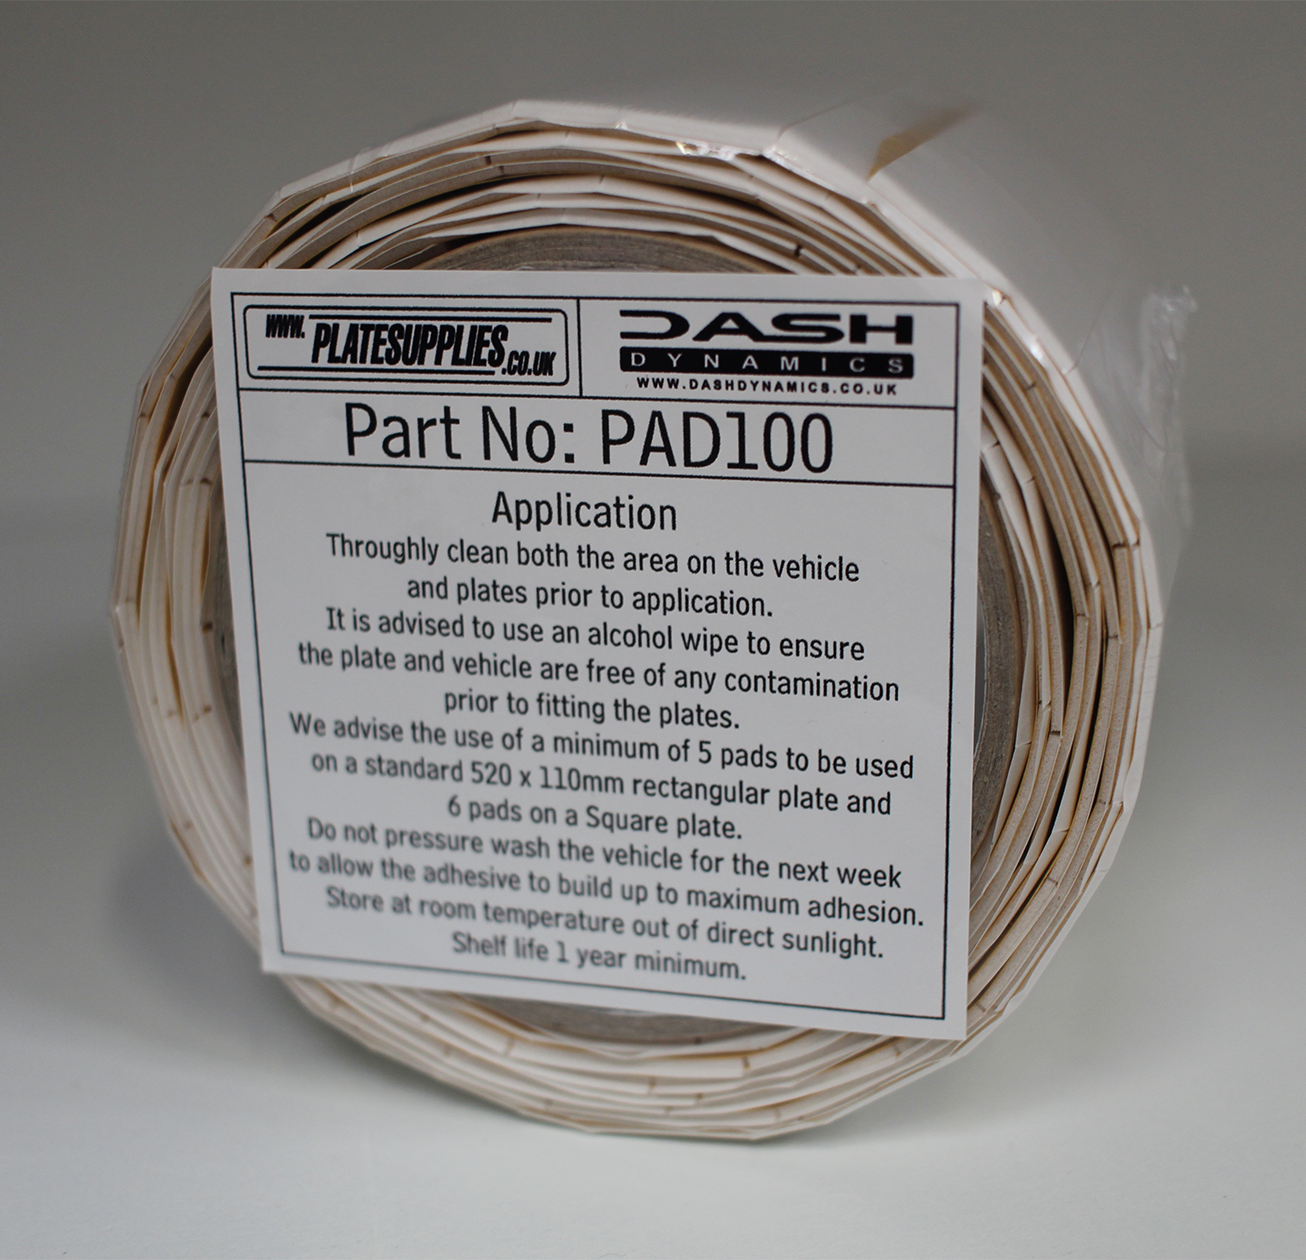 WWW. PLATESUPPLIES.CO.UK
DASH
DYNAMICS
WWW.DASHDYNAMICS.CO.UK
Part No: PAD100
Application
Throughly clean both the area on the vehicle
and plates prior to application.
It is advised to use an alcohol wipe to ensure
the plate and vehicle are free of any contamination
prior to fitting the plates.
We advise the use of a minimum of 5 pads to be used
on a standard 520 x 110mm rectangular plate and
6 pads on a Square plate.
Do not pressure wash the vehicle for the next week
to allow the adhesive to build up to maximum adhesion.
Store at room temperature out of direct sunlight.
Shelf life 1 year minimum.